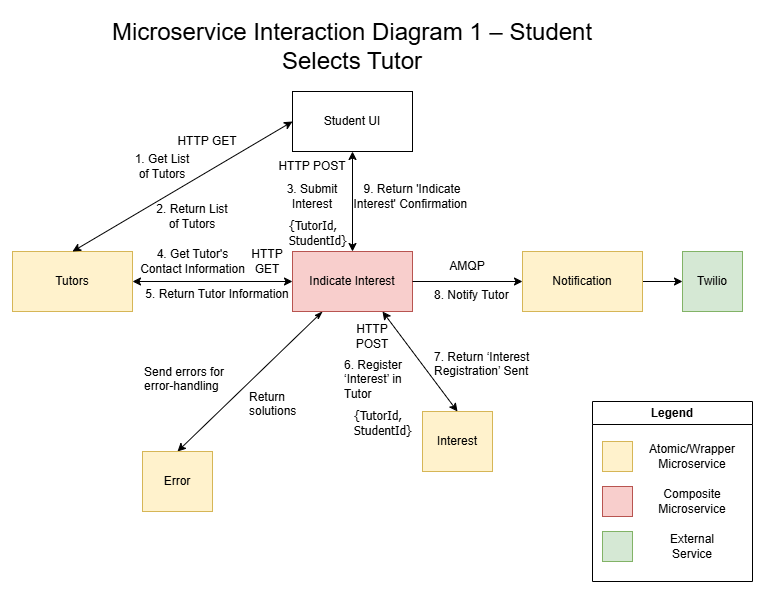 Microservice Interaction Diagram 1 – Student
Selects Tutor
Student UI
HTTP GET
1. Get List
of Tutors
2. Return List
of Tutors
HTTP POST
3. Submit
Interest
{TutorId,
StudentId}
9. Return 'Indicate
Interest' Confirmation
Tutors
4. Get Tutor's
Contact Information
HTTP
GET
5. Return Tutor Information
Indicate Interest
AMQP
8. Notify Tutor
Notification
Twilio
HTTP
POST
6. Register
‘Interest’ in
Tutor
{TutorId,
StudentId}
7. Return ‘Interest
Registration’ Sent
Send errors for
error-handling
Return
solutions
Error
Interest
Legend
Atomic/Wrapper
Microservice
Composite
Microservice
External
Service